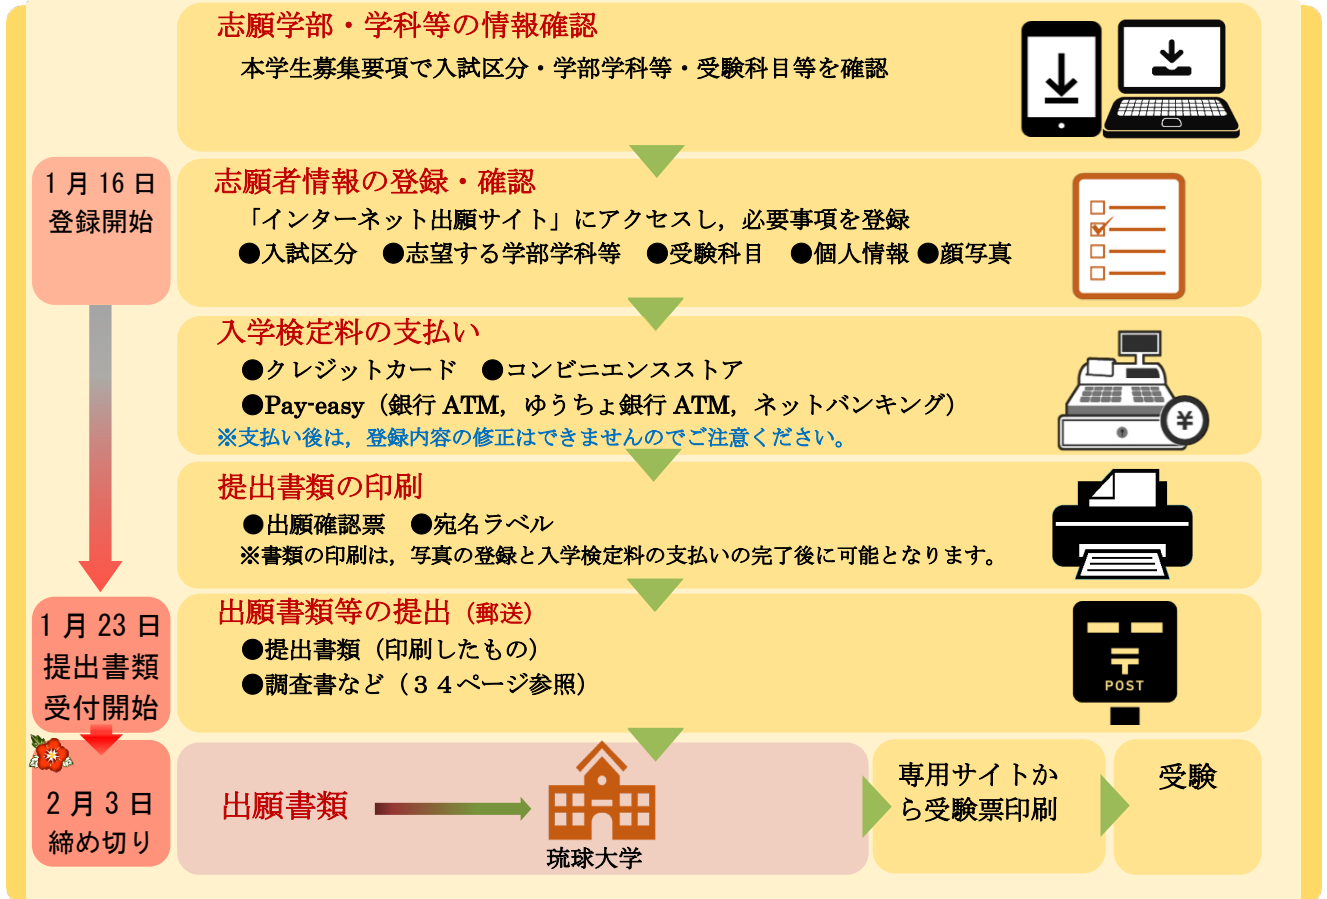 志願学部・学科等の情報確認
本学生募集要項で入試区分・学部学科等・受験科目等を確認
1月16日
登録開始
志願者情報の登録・確認
「インターネット出願サイト」にアクセスし，必要事項を登録
●入試区分　●志望する学部学科等　●受験科目　●個人情報 ●顔写真
入学検定料の支払い
●クレジットカード　●コンビニエンスストア
●Pay-easy（銀行 ATM，ゆうちょ銀行 ATM，ネットバンキング）
※支払い後は，登録内容の修正はできませんのでご注意ください。
¥
提出書類の印刷
●出願確認票　●宛名ラベル
※書類の印刷は，写真の登録と入学検定料の支払いの完了後に可能となります。
1月23日
提出書類
受付開始
出願書類等の提出（郵送）
●提出書類（印刷したもの）
●調査書など（３４ページ参照）
〒
POST
2月3日
締め切り
出願書類
琉球大学
専用サイトか
ら受験票印刷
受験